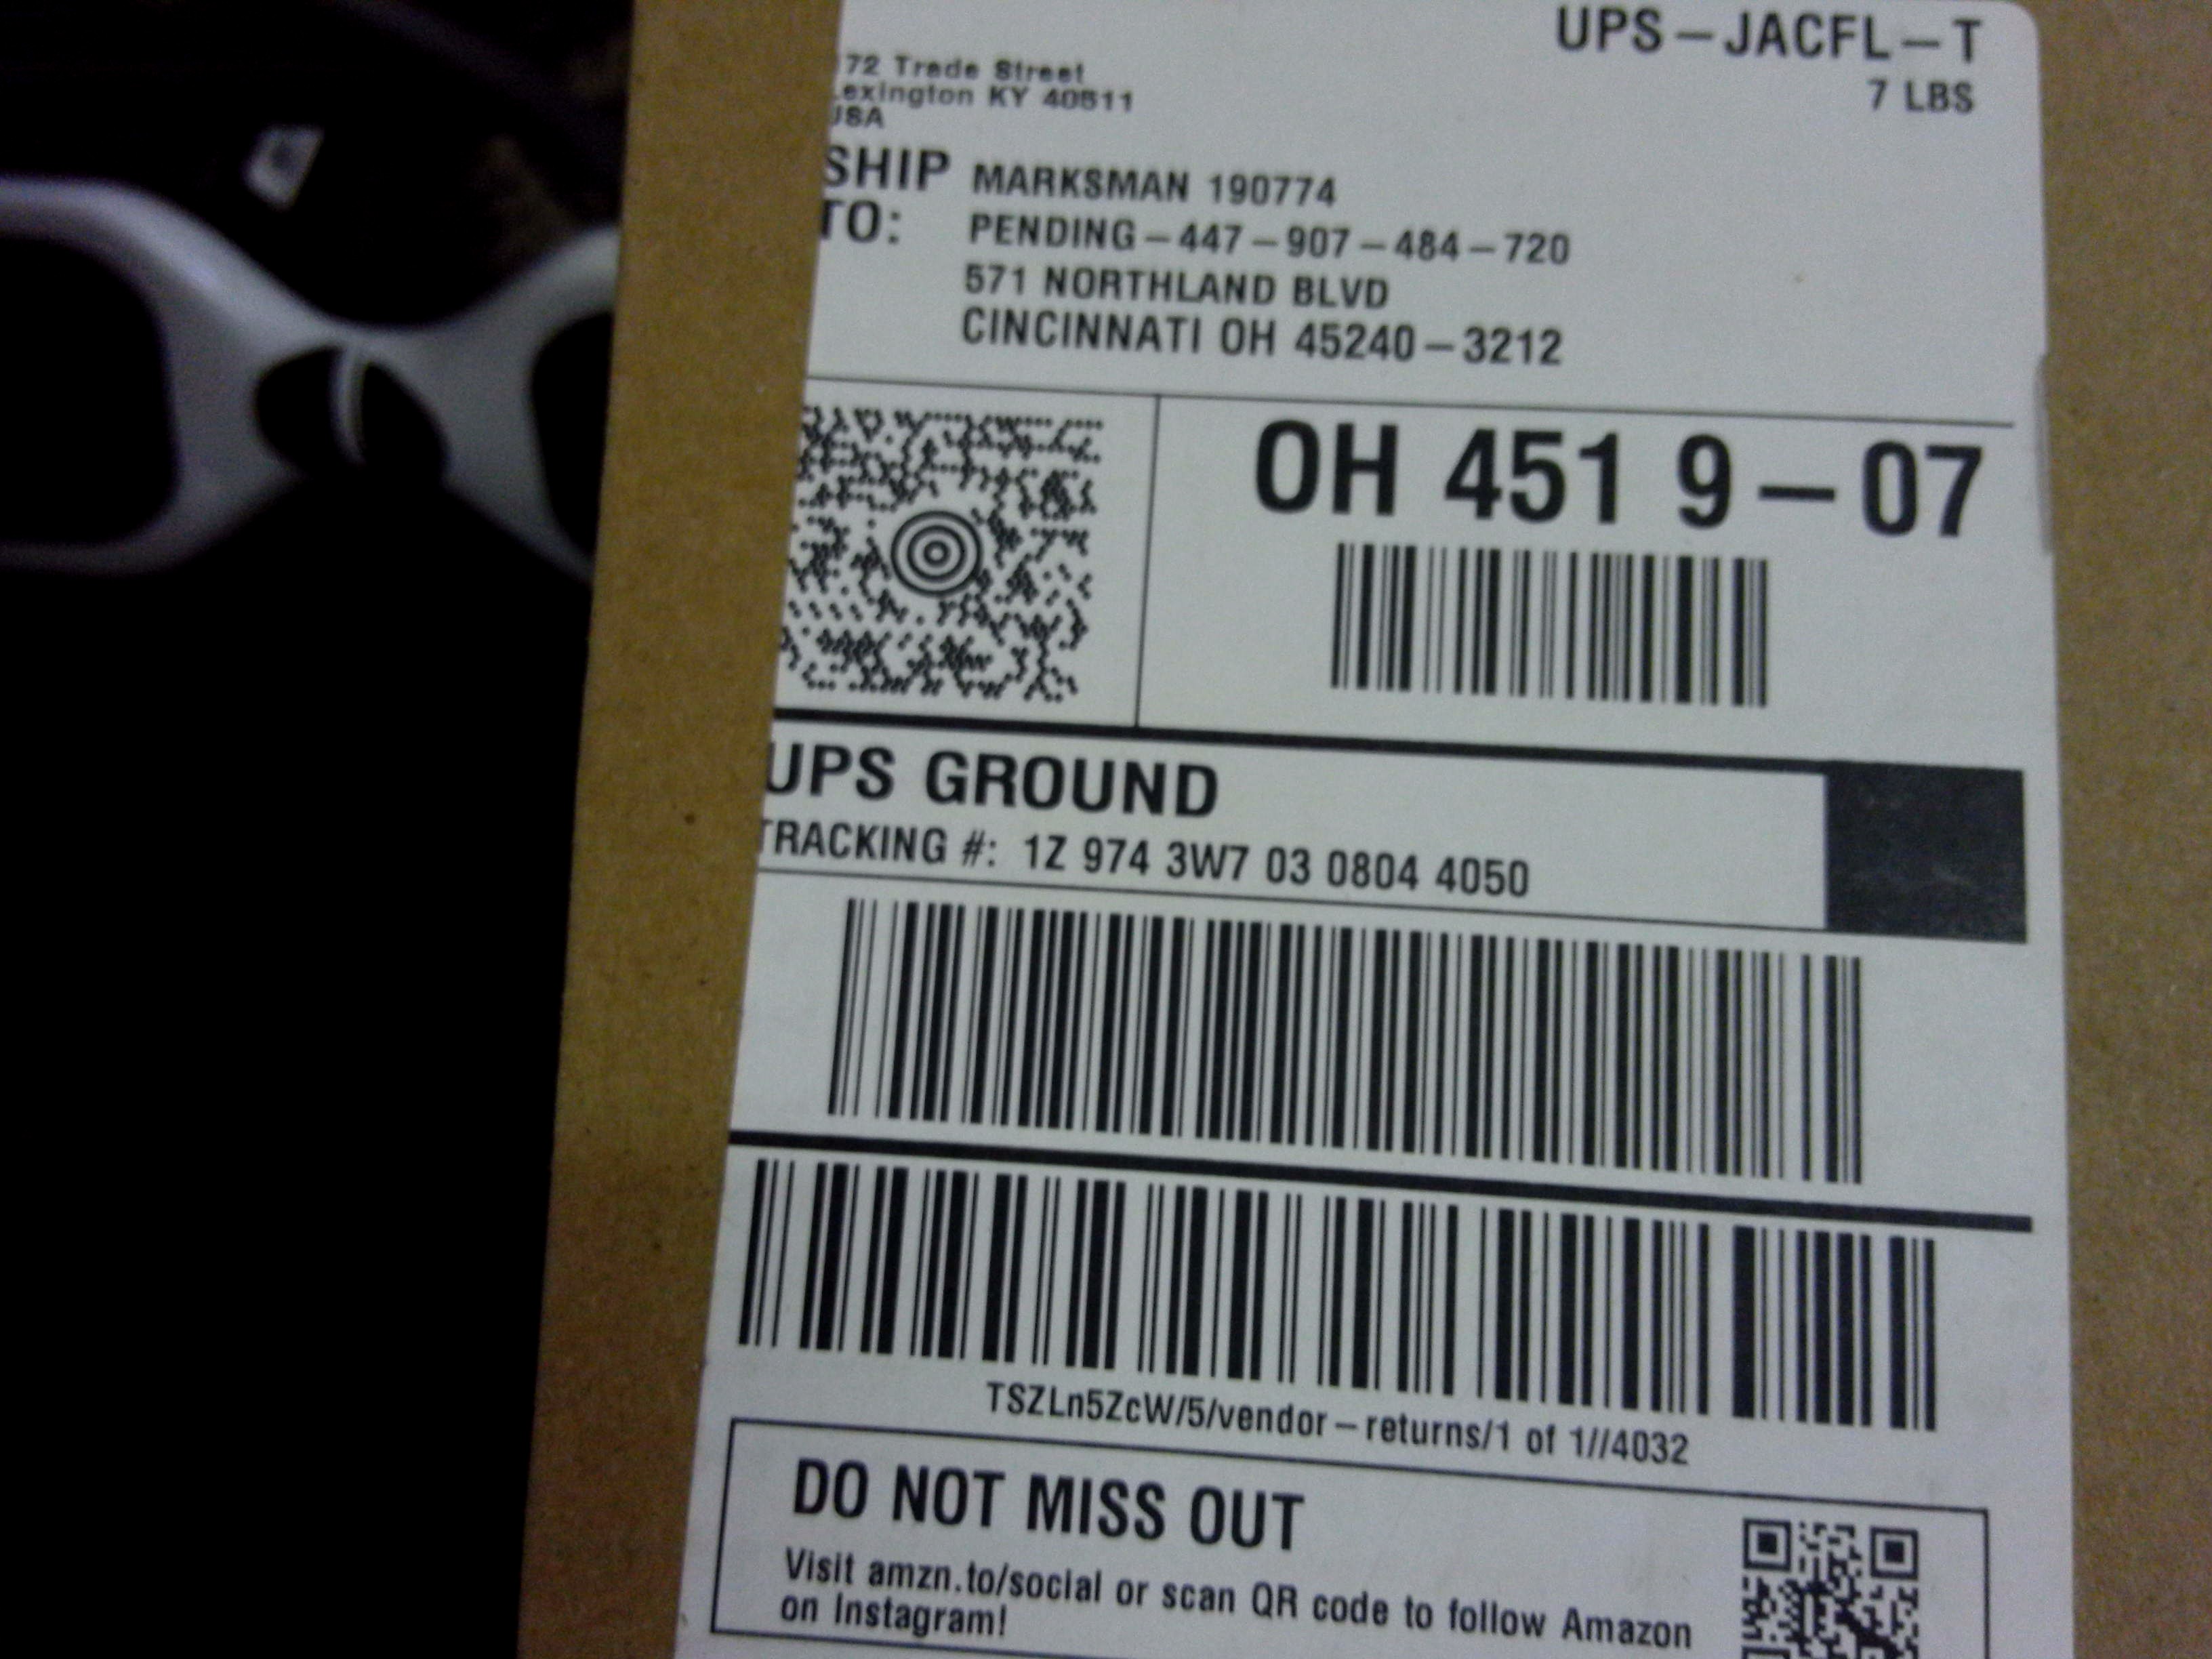 UPS-JACFL-T
7 LBS
72 Trade Street
exington KY 40511
USA
SHIP TO:
MARKSMAN 190774
PENDING-447-907-484-720
571 NORTHLAND BLVD
CINCINNATI OH 45240-3212
OH 451 9-07
UPS GROUND
TRACKING #: 1Z 974 3W7 03 0804 4050
TSZLn5ZcW/5/vendor-returns/1 of 1//4032
DO NOT MISS OUT
Visit amzn.to/social or scan QR code to follow Amazon
on Instagram!